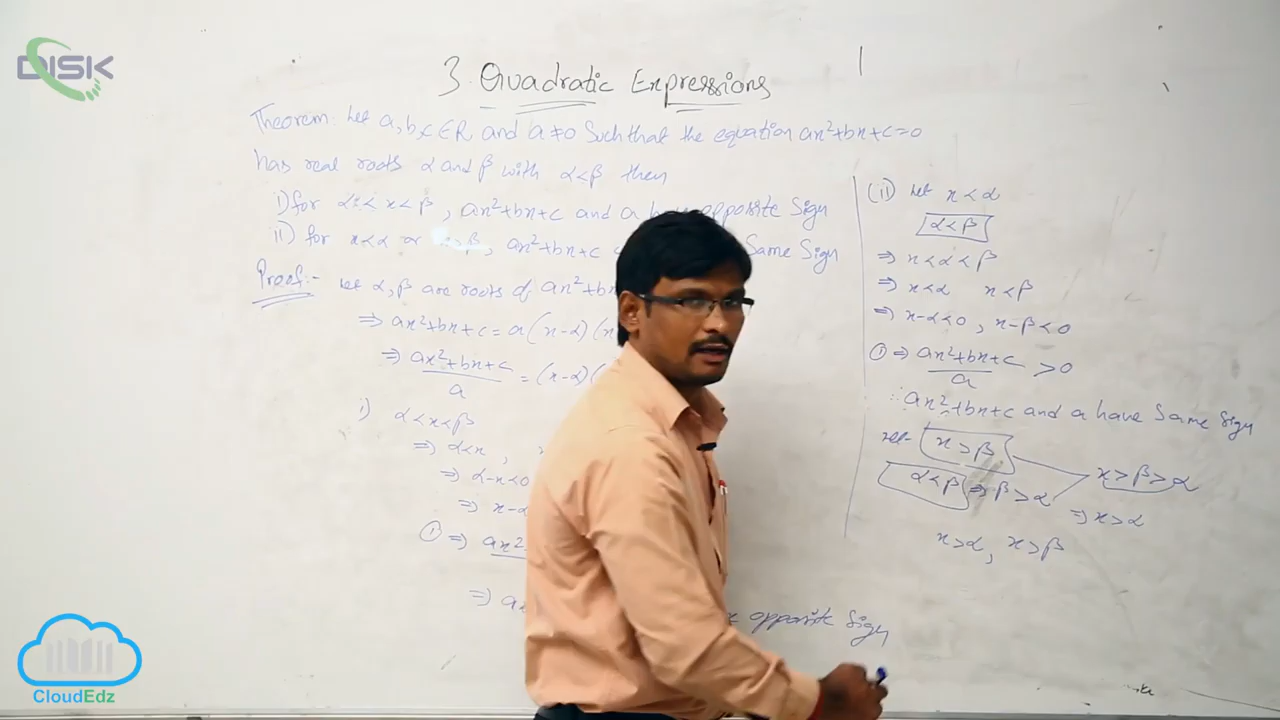 DISK
3. Quadratic Expressions
Theorem: Let a,b,c ∈ R and a ≠ 0 Such that the equation ax²+bx+c=0
has real roots α and β with α<β then
i) for α < x < β, ax²+bx+c and a have opposite Sign
ii) for x<α or x>β, ax²+bx+c Same Sign
Proof:- Let α, β are roots of ax²+bx
⇒ ax²+bx+c = a(x-α)(x
⇒ ax²+bx+c / a = (x-α)(
i) α<x<β
⇒ α<x,
⇒ α-x<0
⇒ x-α
① ⇒ ax²
⇒ a opposite Sign
(ii) Let x<α
α<β
⇒ x<α<β
⇒ x<α x<β
⇒ x-α<0, x-β<0
① ⇒ ax²+bx+c / a > 0
∴ ax²+bx+c and a have Same Sign
let x>β
α<β ⇒ β>α x>β>α
⇒ x>α
x>α, x>β
CloudEdz